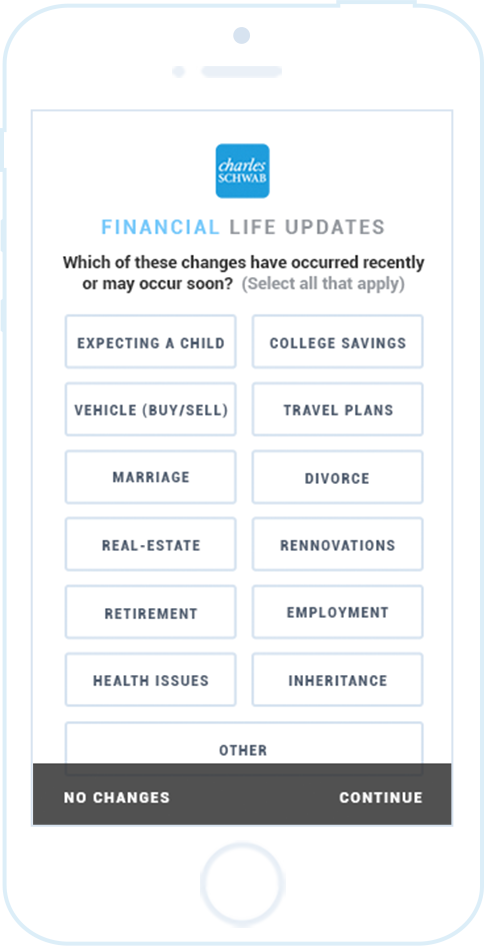 charles
SCHWAB
FINANCIAL LIFE UPDATES
Which of these changes have occurred recently
or may occur soon? (Select all that apply)
EXPECTING A CHILD
COLLEGE SAVINGS
VEHICLE (BUY/SELL)
TRAVEL PLANS
MARRIAGE
DIVORCE
REAL-ESTATE
RENNOVATIONS
RETIREMENT
EMPLOYMENT
HEALTH ISSUES
INHERITANCE
OTHER
NO CHANGES
CONTINUE